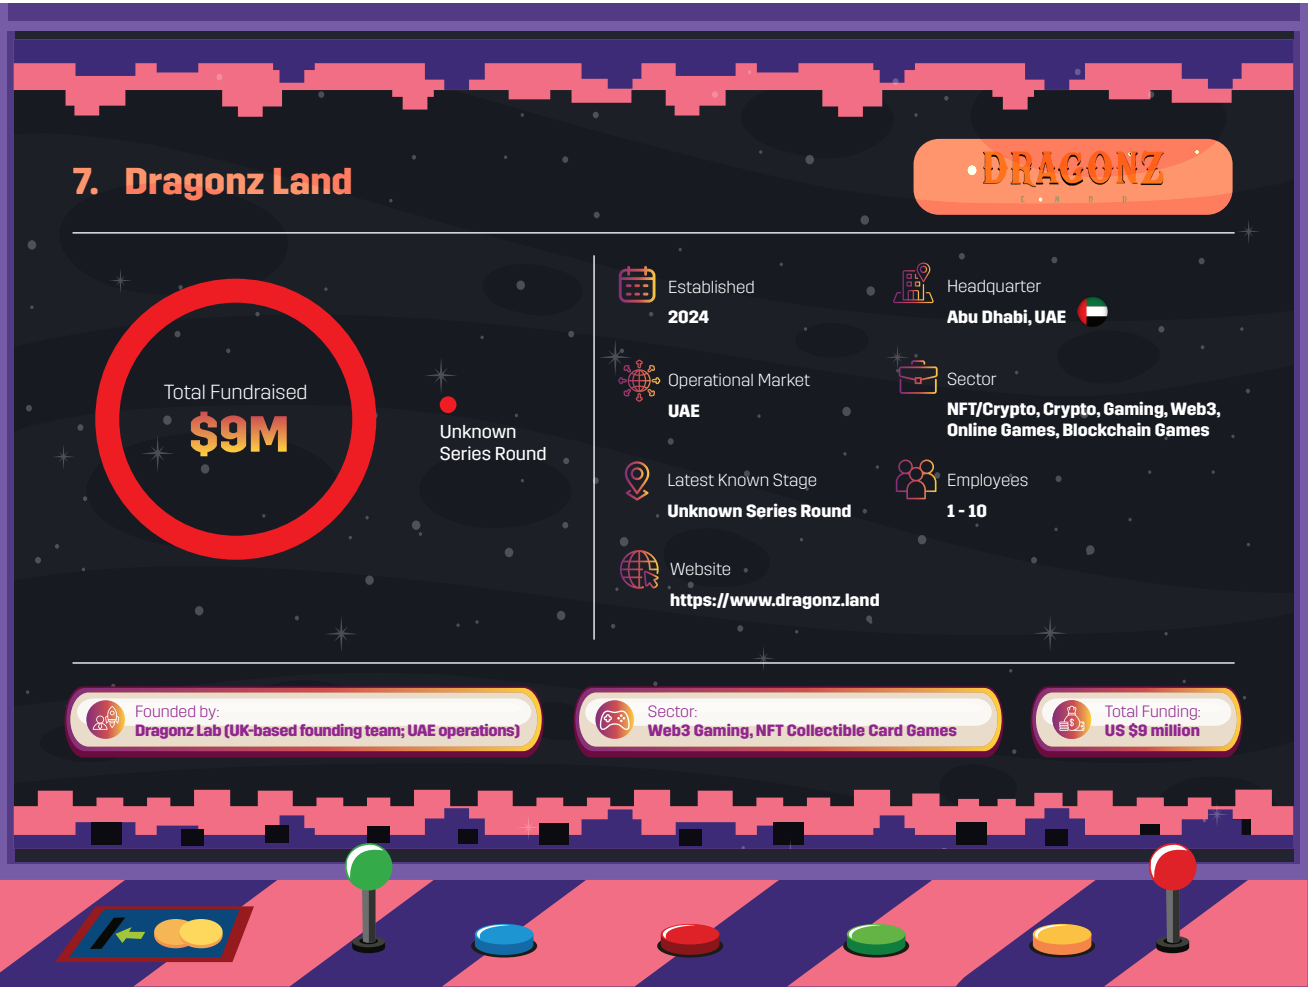 7. Dragonz Land
DRAGONZ
L A N D
Total Fundraised
$9M
Unknown
Series Round
Established
2024
Headquarter
Abu Dhabi, UAE
Operational Market
UAE
Sector
NFT/Crypto, Crypto, Gaming, Web3,
Online Games, Blockchain Games
Latest Known Stage
Unknown Series Round
Employees
1 - 10
Website
https://www.dragonz.land
Founded by:
Dragonz Lab (UK-based founding team; UAE operations)
Sector:
Web3 Gaming, NFT Collectible Card Games
Total Funding:
US $9 million